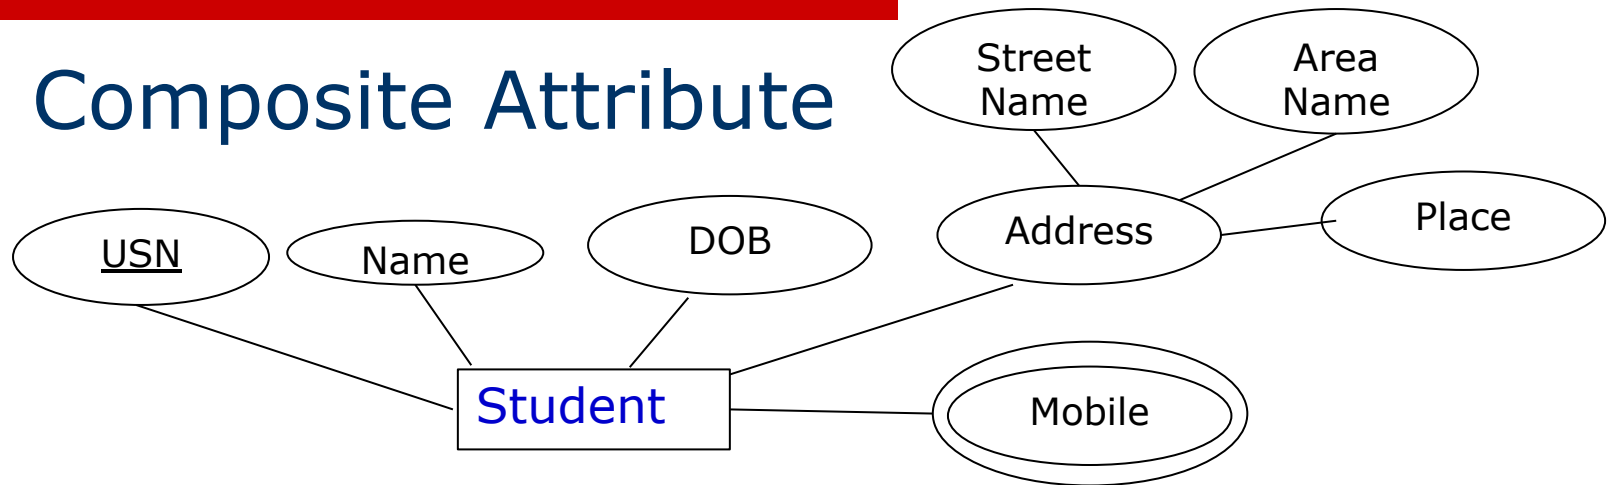 Composite Attribute
Street
Name
Area
Name
USN
Name
DOB
Address
Place
Student
Mobile